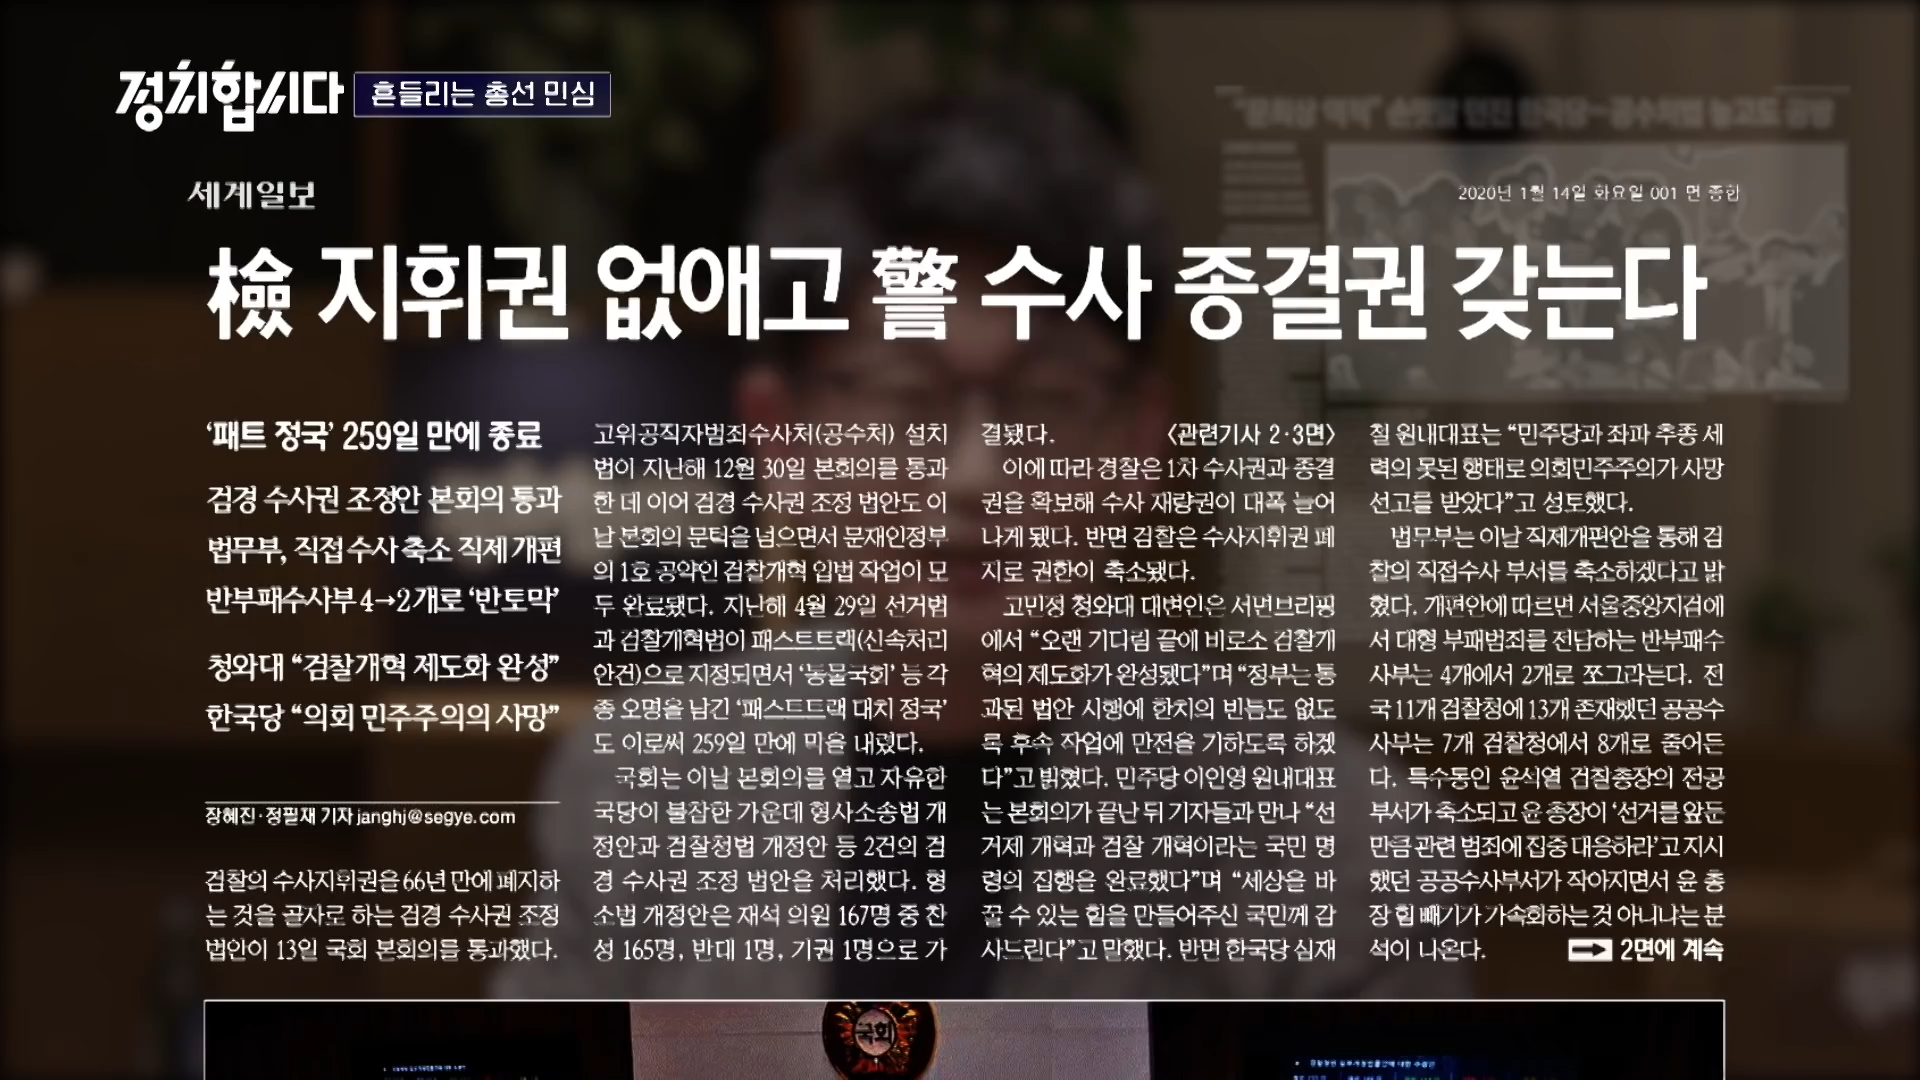 정치합시다 흔들리는 총선 민심
세계일보
2020년 1월 14일 화요일 001 면 종합
檢 지휘권 없애고 警 수사 종결권 갖는다
‘패트 정국’ 259일 만에 종료
검경 수사권 조정안 본회의 통과
법무부, 직접수사 축소 직제 개편
반부패수사부 4→2개로 ‘반토막’
청와대 “검찰개혁 제도화 완성”
한국당 “의회 민주주의의 사망”
장혜진·정필재 기자 janghj@segye.com
검찰의 수사지휘권을 66년 만에 폐지하
는 것을 골자로 하는 검경 수사권 조정
법안이 13일 국회 본회의를 통과했다.
고위공직자범죄수사처(공수처) 설치
법이 지난해 12월 30일 본회의를 통과
한 데 이어 검경 수사권 조정 법안도 이
날 본회의 문턱을 넘으면서 문재인정부
의 1호 공약인 검찰개혁 입법 작업이 모
두 완료됐다. 지난해 4월 29일 선거법
과 검찰개혁법이 패스트트랙(신속처리
안건)으로 지정되면서 ‘동물국회’ 등 각
종 오명을 남긴 ‘패스트트랙 대치 정국’
도 이로써 259일 만에 막을 내렸다.
국회는 이날 본회의를 열고 자유한
국당이 불참한 가운데 형사소송법 개
정안과 검찰청법 개정안 등 2건의 검
경 수사권 조정 법안을 처리했다. 형
소법 개정안은 재석 의원 167명 중 찬
성 165명, 반대 1명, 기권 1명으로 가
결됐다. 〈관련기사 2·3면〉
이에 따라 경찰은 1차 수사권과 종결
권을 확보해 수사 재량권이 대폭 늘어
나게 됐다. 반면 검찰은 수사지휘권 폐
지로 권한이 축소됐다.
고민정 청와대 대변인은 서면브리핑
에서 “오랜 기다림 끝에 비로소 검찰개
혁의 제도화가 완성됐다”며 “정부는 통
과된 법안 시행에 한치의 빈틈도 없도
록 후속 작업에 만전을 기하도록 하겠
다”고 밝혔다. 민주당 이인영 원내대표
는 본회의가 끝난 뒤 기자들과 만나 “선
거제 개혁과 검찰 개혁이라는 국민 명
령의 집행을 완료했다”며 “세상을 바
꿀 수 있는 힘을 만들어주신 국민께 감
사드린다”고 말했다. 반면 한국당 심재
철 원내대표는 “민주당과 좌파 추종 세
력의 못된 행태로 의회민주주의가 사망
선고를 받았다”고 성토했다.
법무부는 이날 직제개편안을 통해 검
찰의 직접수사 부서를 축소하겠다고 밝
혔다. 개편안에 따르면 서울중앙지검에
서 대형 부패범죄를 전담하는 반부패수
사부는 4개에서 2개로 쪼그라든다. 전
국 11개 검찰청에 13개 존재했던 공공수
사부는 7개 검찰청에서 8개로 줄어든
다. 특수통인 윤석열 검찰총장의 전공
부서가 축소되고 윤 총장이 ‘선거를 앞둔
만큼 관련 범죄에 집중 대응하라’고 지시
했던 공공수사부서가 작아지면서 윤 총
장 힘 빼기가 가속화하는 것 아니냐는 분
석이 나온다. 2면에 계속
국회